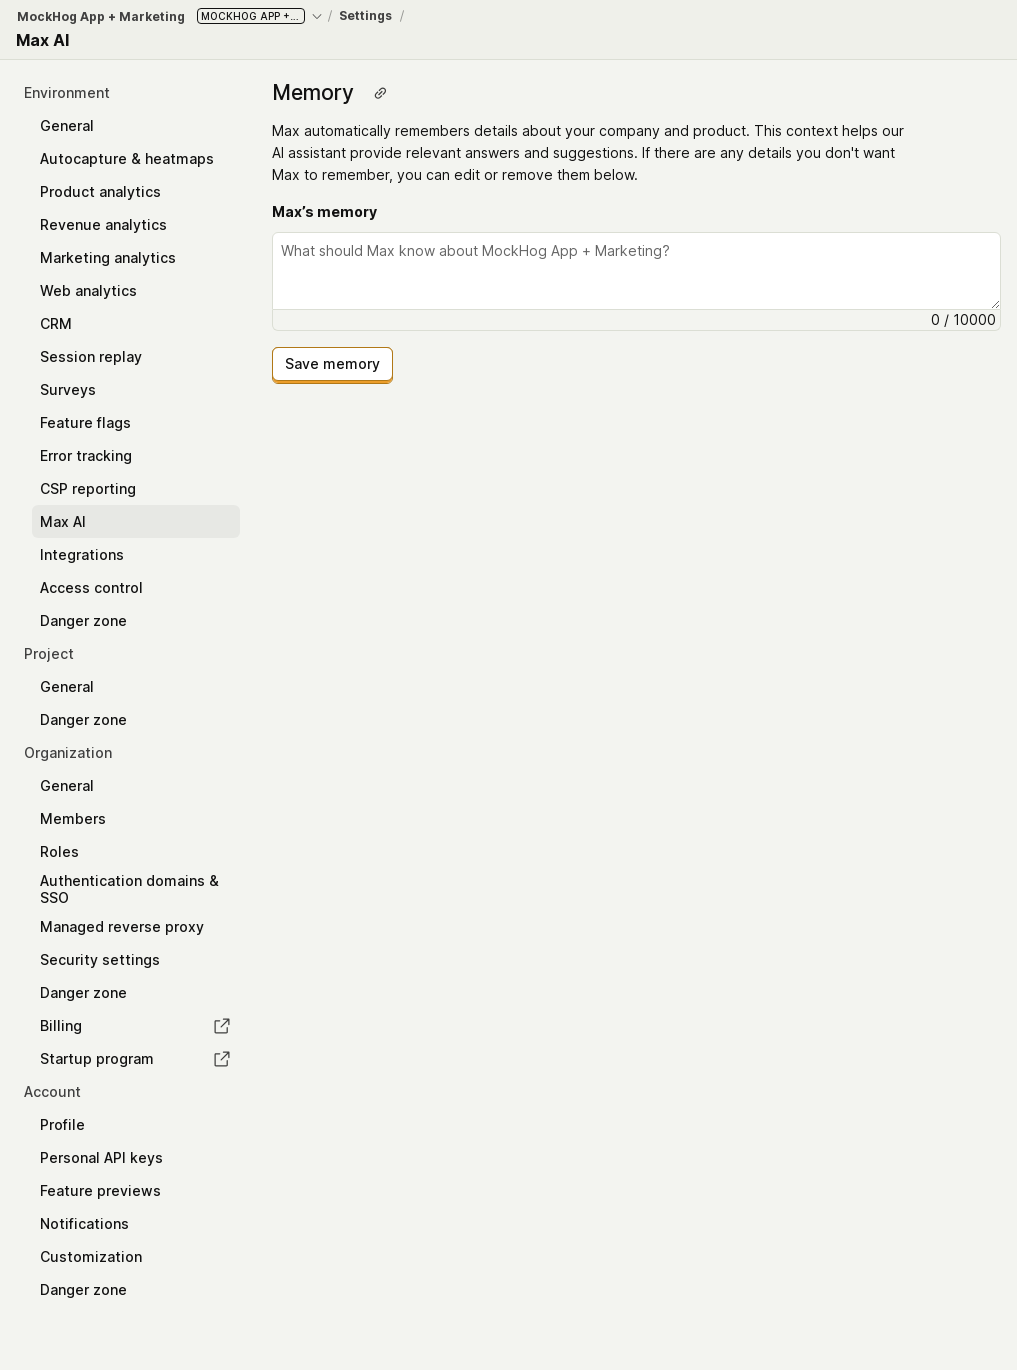 MockHog App + Marketing MOCKHOG APP +... / Settings /
Max AI
Environment
General
Autocapture & heatmaps
Product analytics
Revenue analytics
Marketing analytics
Web analytics
CRM
Session replay
Surveys
Feature flags
Error tracking
CSP reporting
Max AI
Integrations
Access control
Danger zone
Project
General
Danger zone
Organization
General
Members
Roles
Authentication domains &
SSO
Managed reverse proxy
Security settings
Danger zone
Billing
Startup program
Account
Profile
Personal API keys
Feature previews
Notifications
Customization
Danger zone
Memory
Max automatically remembers details about your company and product. This context helps our
AI assistant provide relevant answers and suggestions. If there are any details you don't want
Max to remember, you can edit or remove them below.
Max’s memory
What should Max know about MockHog App + Marketing?
0 / 10000
Save memory